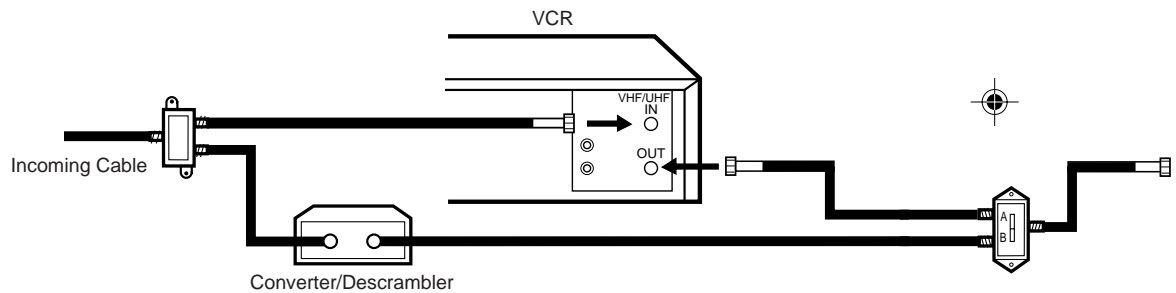 VCR
VHF/UHF
IN
OUT
Incoming Cable
A
B
Converter/Descrambler